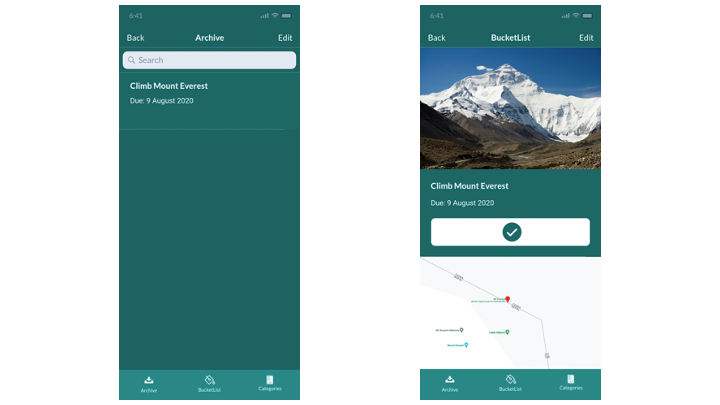 6:41
Back Archive Edit
Search
Climb Mount Everest
Due: 9 August 2020
Archive BucketList Categories
6:41
Back BucketList Edit
Climb Mount Everest
Due: 9 August 2020
Archive BucketList Categories